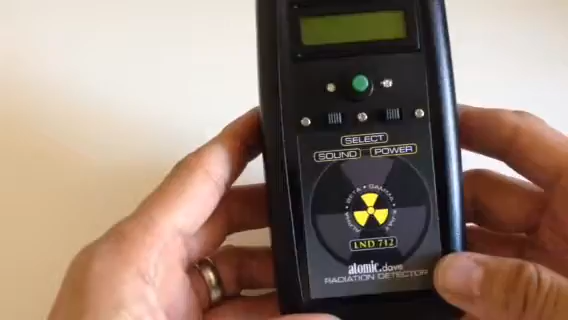 SELECT
SOUND POWER
ALPHA • BETA • GAMMA • X-RAY
LND 712
atomic.dave
RADIATION DETECTOR